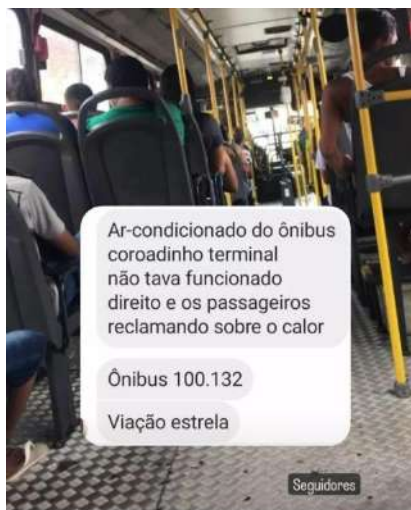 Ar-condicionado do ônibus
coroadinho terminal
não tava funcionado
direito e os passageiros
reclamando sobre o calor
Ônibus 100.132
Viação estrela
Seguidores